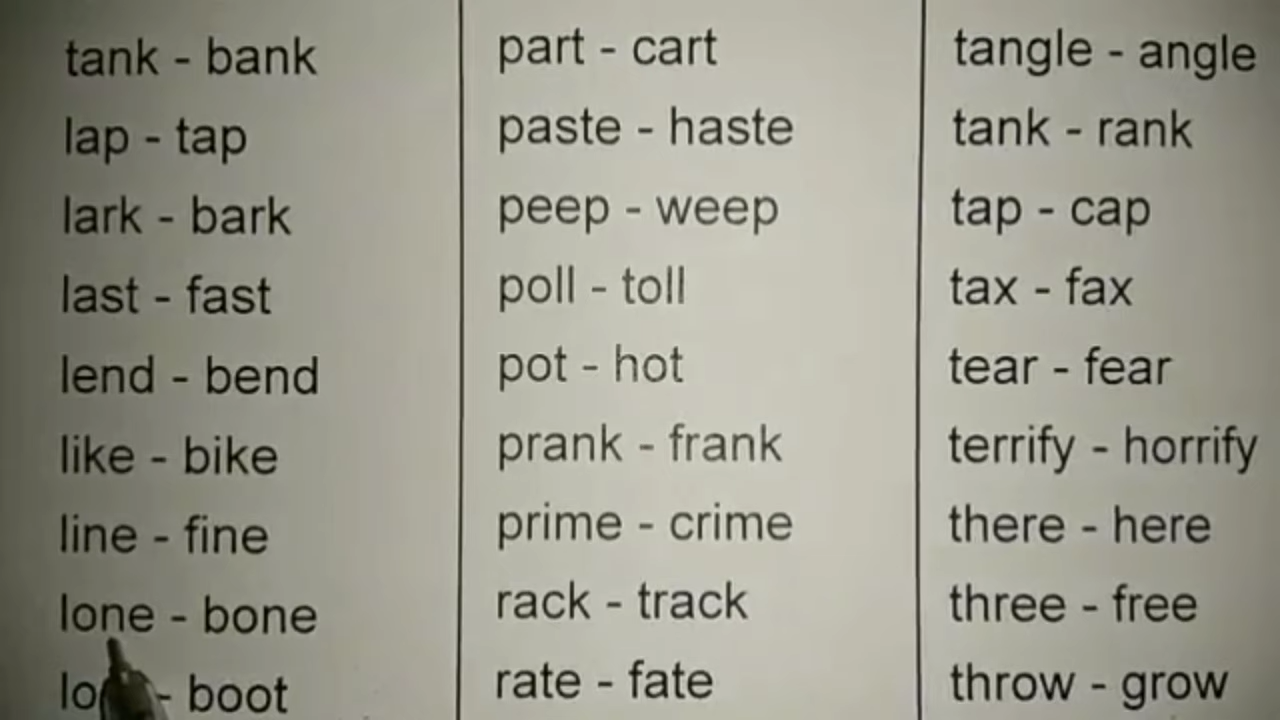 tank - bank
lap - tap
lark - bark
last - fast
lend - bend
like - bike
line - fine
lone - bone
- boot
part - cart
paste - haste
peep - weep
poll - toll
pot - hot
prank - frank
prime - crime
rack - track
rate - fate
tangle - angle
tank - rank
tap - cap
tax - fax
tear - fear
terrify - horrify
there - here
three - free
throw - grow